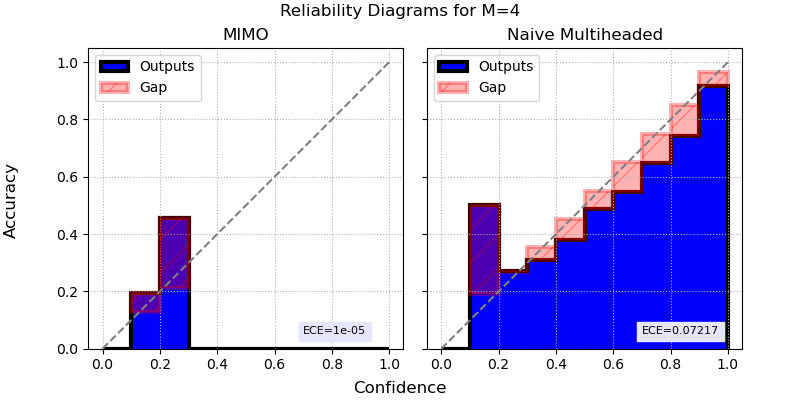 Reliability Diagrams for M=4
MIMO
Naive Multiheaded
Outputs
Gap
Outputs
Gap
1.0
0.8
0.6
0.4
0.2
0.0
Accuracy
ECE=1e-05
ECE=0.07217
0.0 0.2 0.4 0.6 0.8 1.0
0.0 0.2 0.4 0.6 0.8 1.0
Confidence